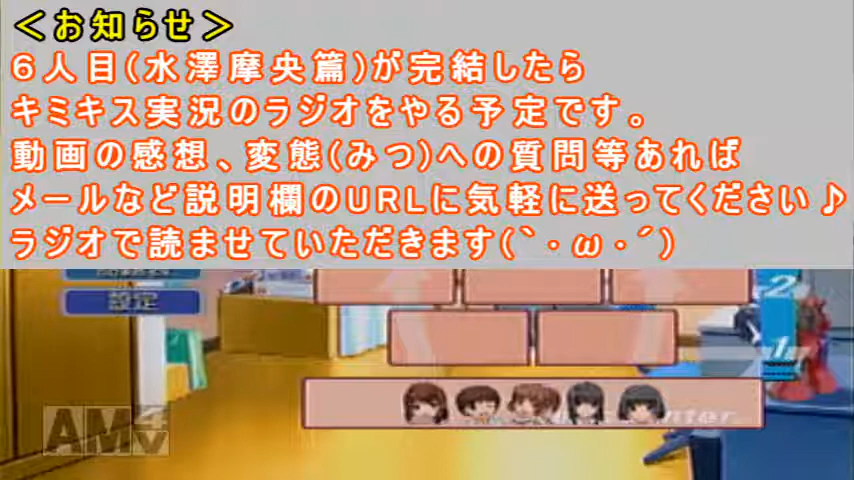 ＜お知らせ＞
６人目(水澤摩央篇)が完結したら
キミキス実況のラジオをやる予定です。
動画の感想、変態(みつ)への質問等あれば
メールなど説明欄のURLに気軽に送ってください♪
ラジオで読ませていただきます(｀・ω・´)
設定
2
1
AM4V